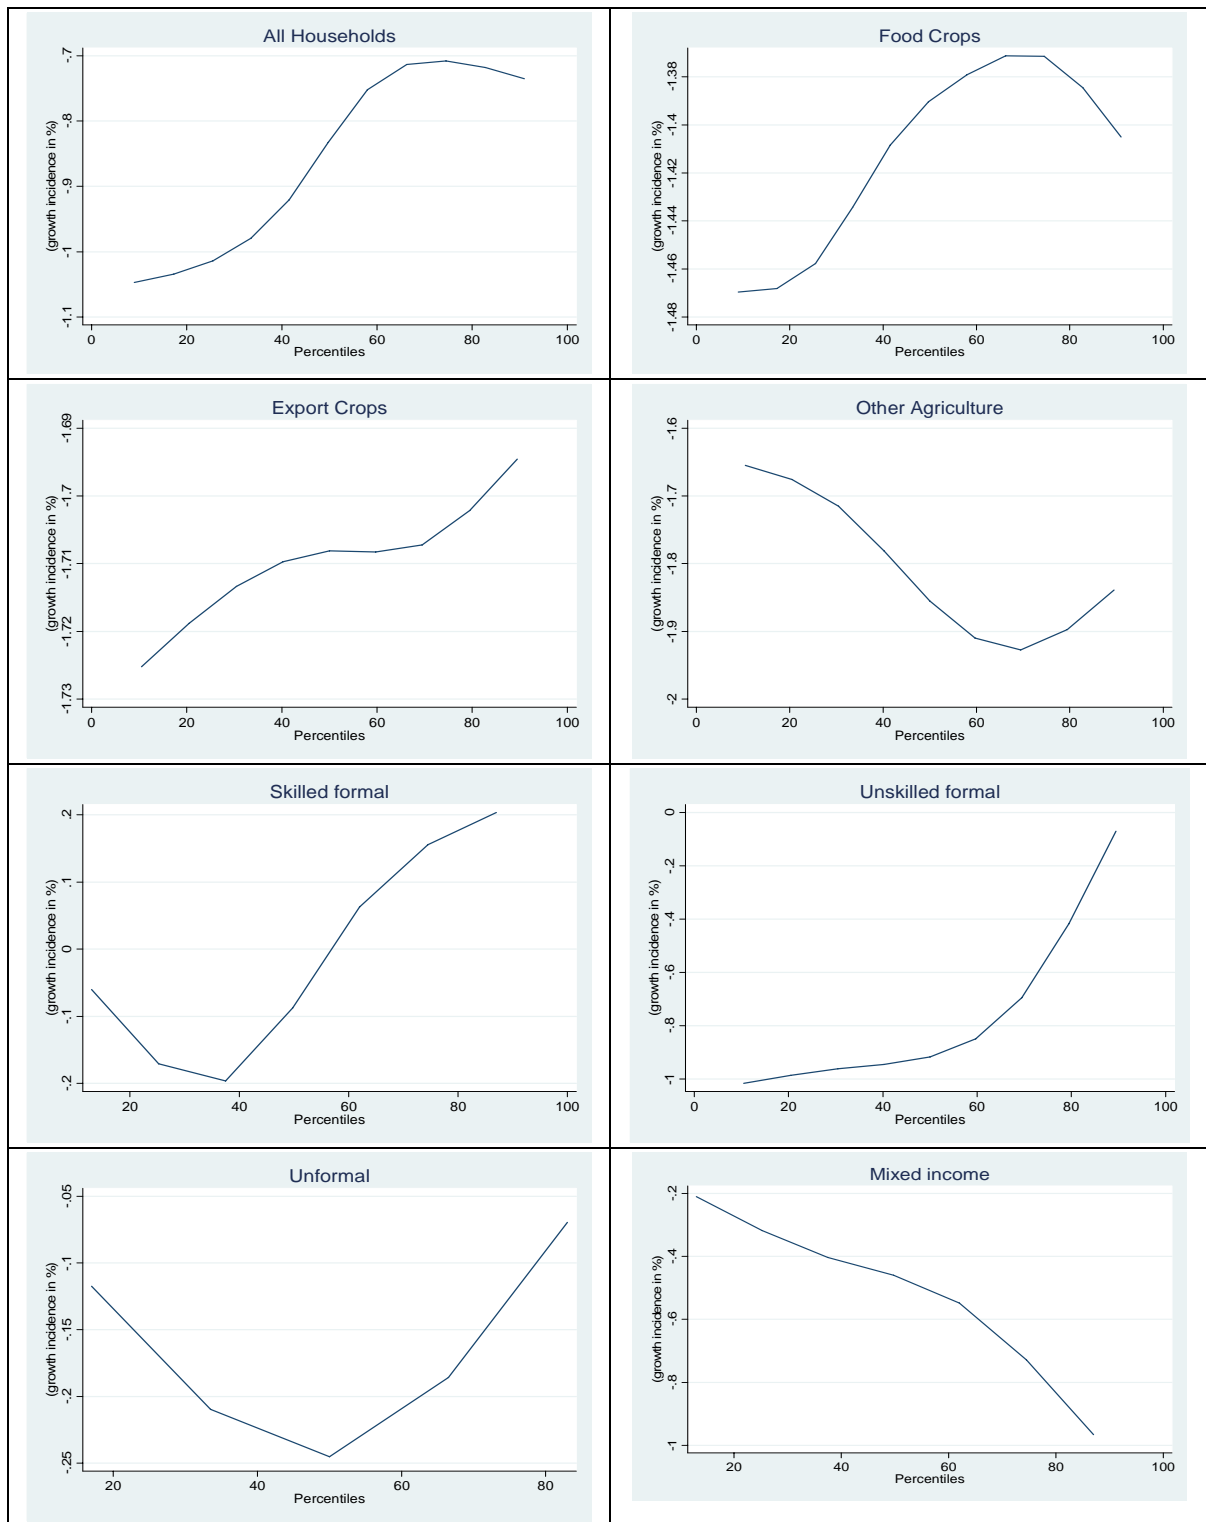 All Households
(growth incidence in %)
-.7
-.8
-.9
-1
-1.1
0 20 40 60 80 100
Percentiles
Food Crops
(growth incidence in %)
-1.38
-1.4
-1.42
-1.44
-1.46
-1.48
0 20 40 60 80 100
Percentiles
Export Crops
(growth incidence in %)
-1.69
-1.7
-1.71
-1.72
-1.73
0 20 40 60 80 100
Percentiles
Other Agriculture
(growth incidence in %)
-1.6
-1.7
-1.8
-1.9
-2
0 20 40 60 80 100
Percentiles
Skilled formal
(growth incidence in %)
.2
.1
0
-.1
-.2
20 40 60 80 100
Percentiles
Unskilled formal
(growth incidence in %)
0
-.2
-.4
-.6
-.8
-1
0 20 40 60 80 100
Percentiles
Unformal
(growth incidence in %)
-.05
-.1
-.15
-.2
-.25
20 40 60 80
Percentiles
Mixed income
(growth incidence in %)
-.2
-.4
-.6
-.8
-1
20 40 60 80 100
Percentiles